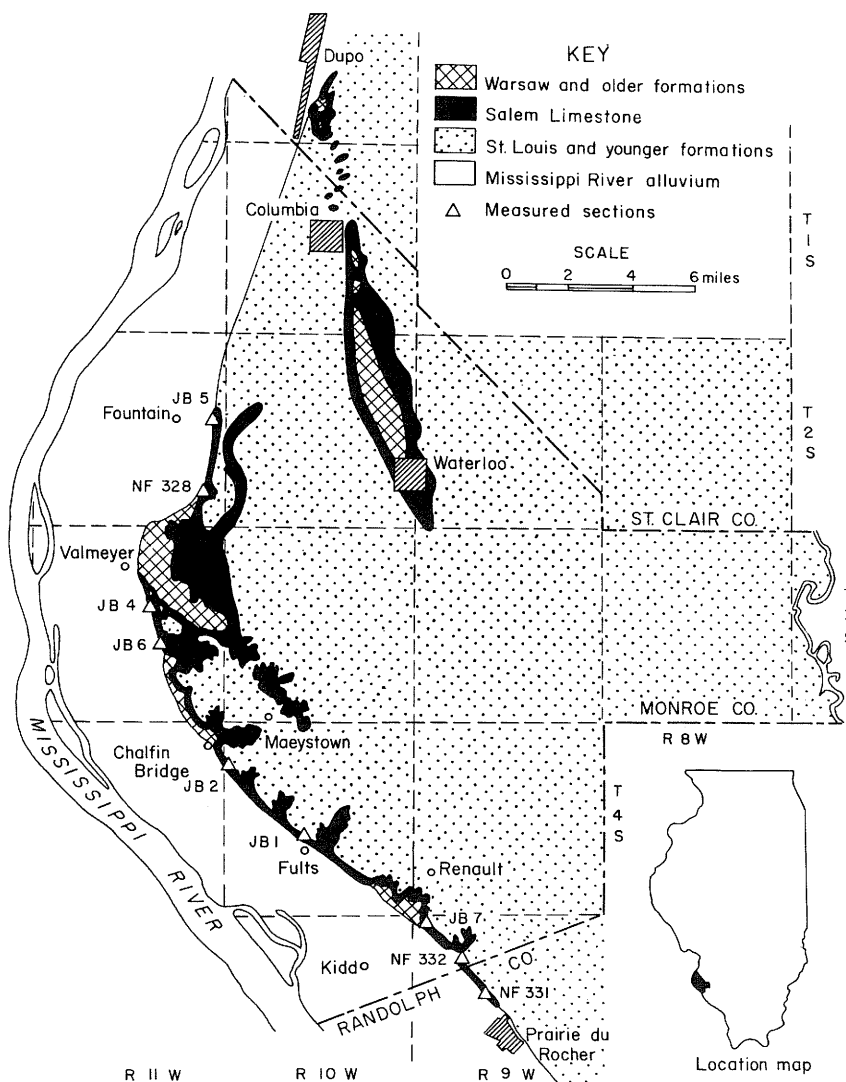 Dupo
KEY
Warsaw and older formations
Salem Limestone
St. Louis and younger formations
Mississippi River alluvium
Measured sections
Columbia
SCALE
0 2 4 6 miles
T
I
S
JB 5
Fountain
T
2
S
Waterloo
NF 328
ST. CLAIR CO.
Valmeyer
JB 4
JB 6
MONROE CO.
R 8 W
Maeystown
Chalfin
Bridge
JB 2
MISSISSIPPI RIVER
T
4
S
JB 1
Fults
Renault
JB 7
NF 332
CO.
Kidd
RANDOLPH
NF 331
Prairie du
Rocher
Location map
R 11 W
R 10 W
R 9 W